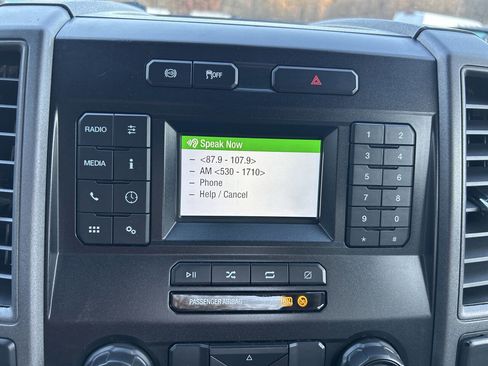 OFF
RADIO
MEDIA
i
Speak Now
– <87.9 - 107.9>
– AM <530 - 1710>
– Phone
– Help / Cancel
1 2
3 4
5 6
7 8
9 0
* #
PASSENGER AIRBAG